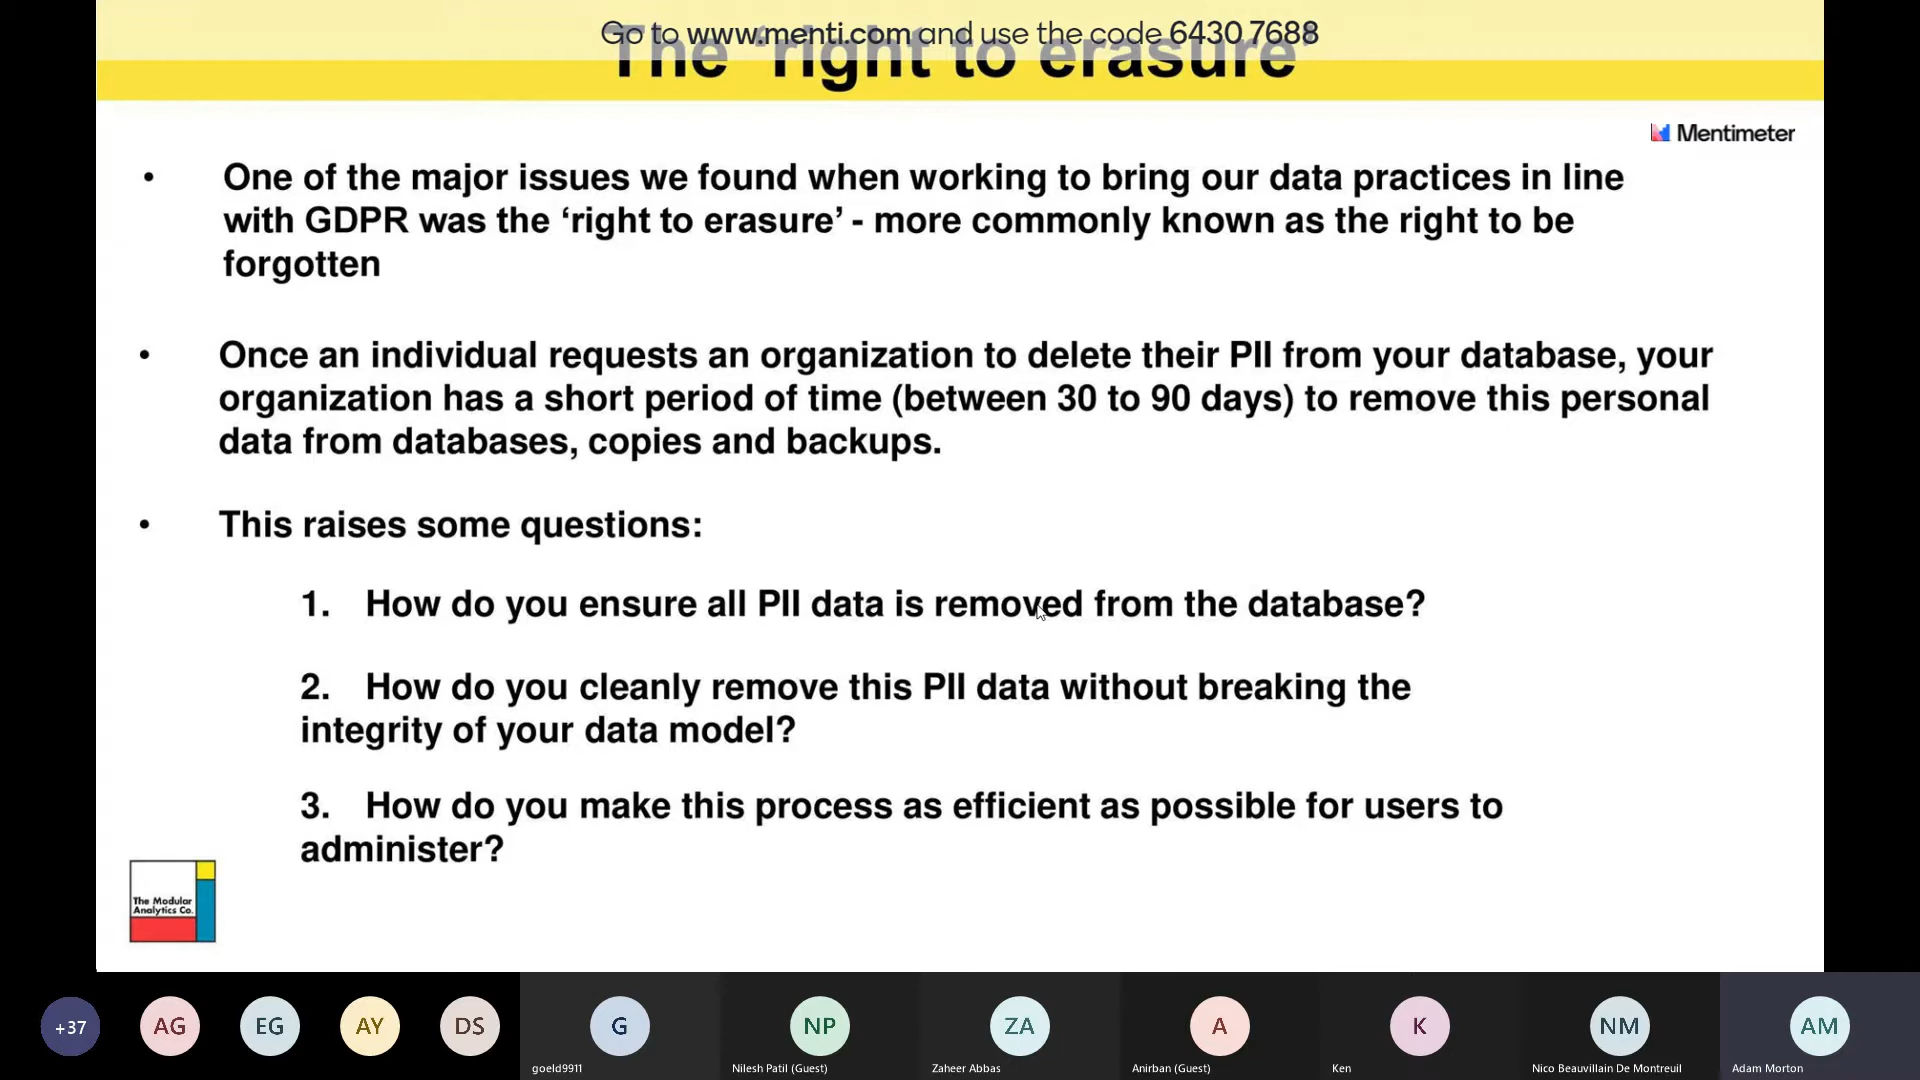 Go to www.menti.com and use the code 6430 7688
The 'right to erasure'
Mentimeter
• One of the major issues we found when working to bring our data practices in line
with GDPR was the ‘right to erasure’ - more commonly known as the right to be
forgotten
• Once an individual requests an organization to delete their PII from your database, your
organization has a short period of time (between 30 to 90 days) to remove this personal
data from databases, copies and backups.
• This raises some questions:
1. How do you ensure all PII data is removed from the database?
2. How do you cleanly remove this PII data without breaking the
integrity of your data model?
3. How do you make this process as efficient as possible for users to
administer?
The Modular
Analytics Co.
+37
AG
EG
AY
DS
G
NP
ZA
A
K
NM
AM
goeld9911
Nilesh Patil (Guest)
Zaheer Abbas
Anirban (Guest)
Ken
Nico Beauvillain De Montreuil
Adam Morton